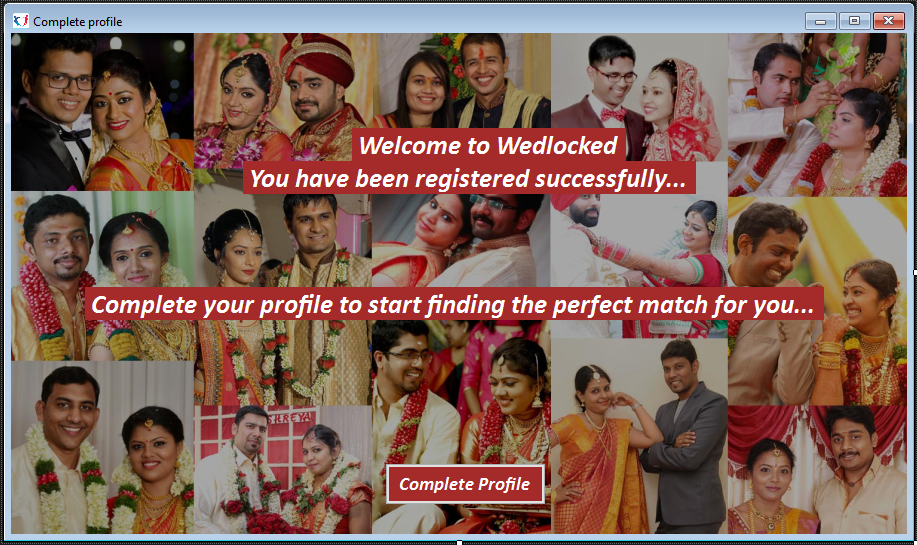 Complete profile
Welcome to Wedlocked
You have been registered successfully...
Complete your profile to start finding the perfect match for you...
SHREYA
Complete Profile